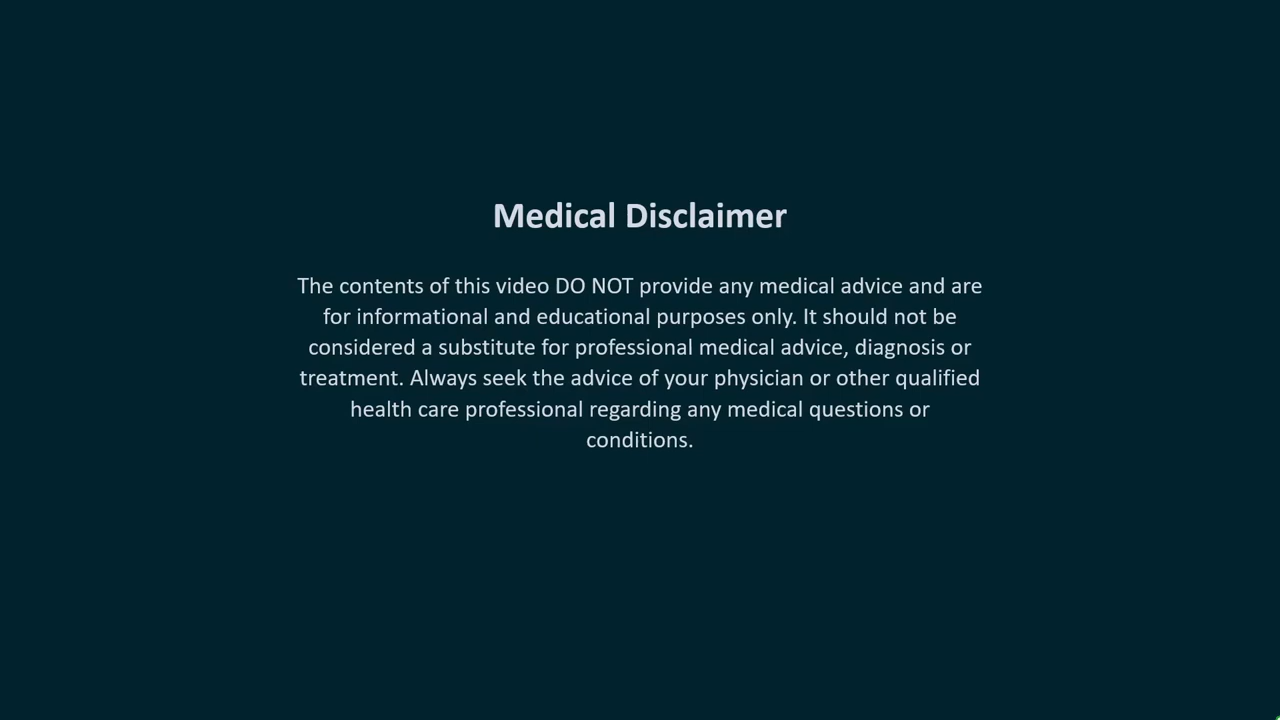 Medical Disclaimer
The contents of this video DO NOT provide any medical advice and are
for informational and educational purposes only. It should not be
considered a substitute for professional medical advice, diagnosis or
treatment. Always seek the advice of your physician or other qualified
health care professional regarding any medical questions or
conditions.